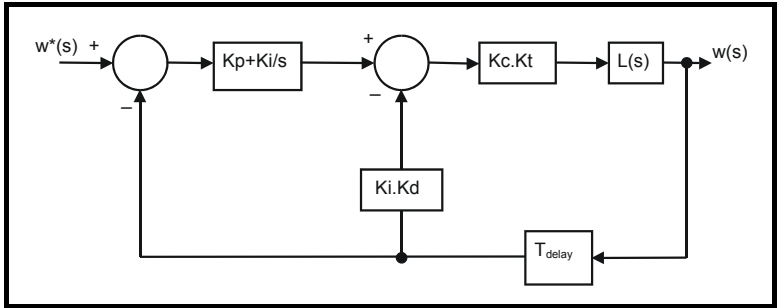 w*(s) +
Kp+Ki/s
+
Kc.Kt
L(s)
w(s)
–
–
Ki.Kd
Tdelay